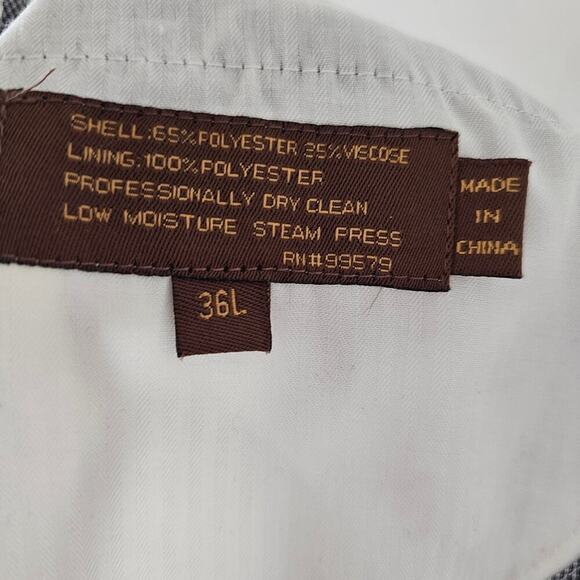 SHELL:65%POLYESTER 35%VISCOSE
LINING:100%POLYESTER
PROFESSIONALLY DRY CLEAN
LOW MOISTURE STEAM PRESS
RN#99579
MADE
IN
CHINA
36L